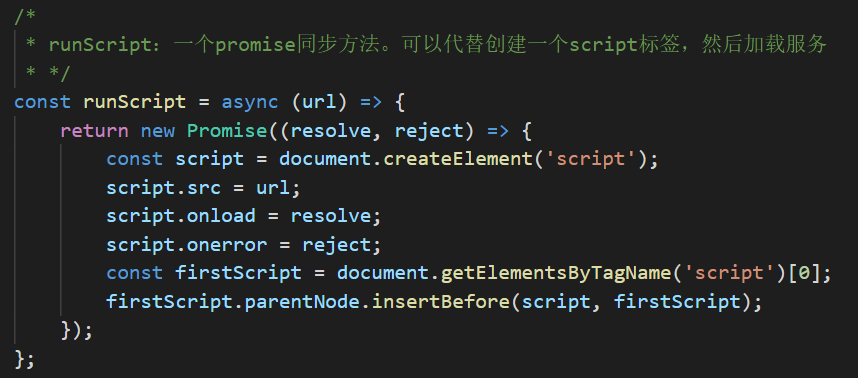 /*
 * runScript：一个promise同步方法。可以代替创建一个script标签，然后加载服务
 * */
const runScript = async (url) => {
    return new Promise((resolve, reject) => {
        const script = document.createElement('script');
        script.src = url;
        script.onload = resolve;
        script.onerror = reject;
        const firstScript = document.getElementsByTagName('script')[0];
        firstScript.parentNode.insertBefore(script, firstScript);
    });
};